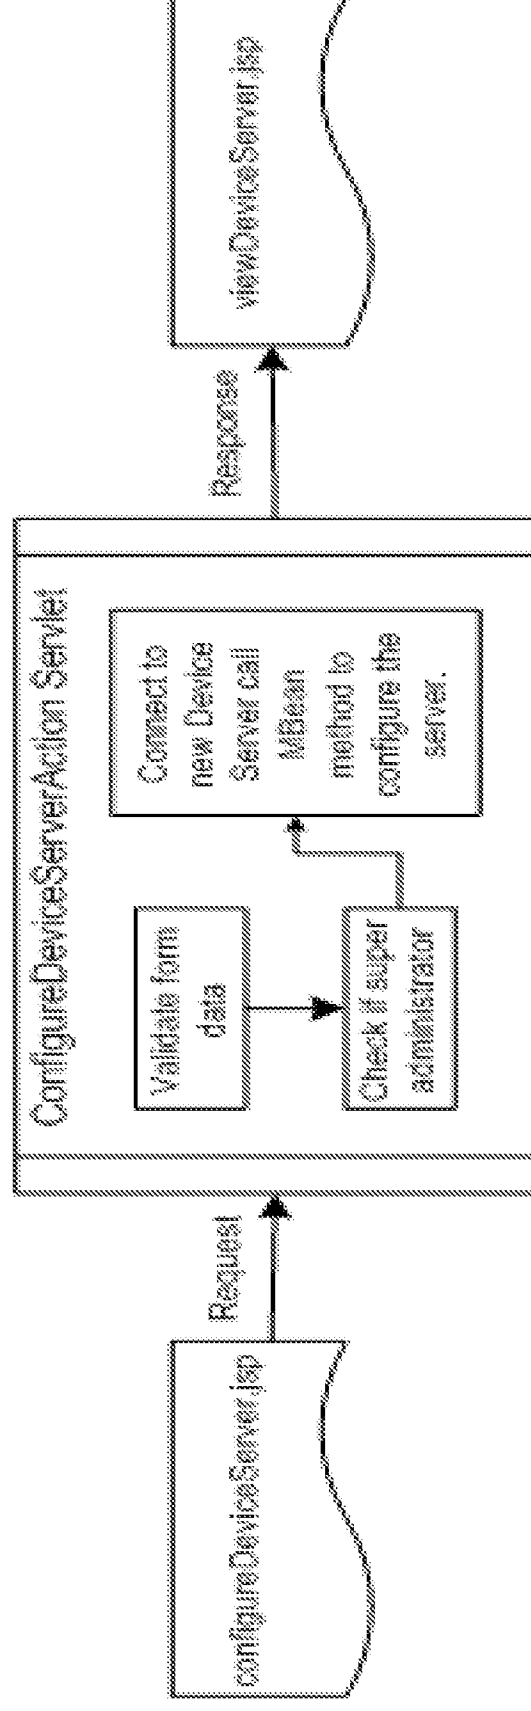 configureDeviceServer.jsp
Request
ConfigureDeviceServerAction Servlet
Validate form
data
Check if super
administrator
Connect to
new Device
Server call
MBean
method to
configure the
server.
Response
viewDeviceServer.jsp